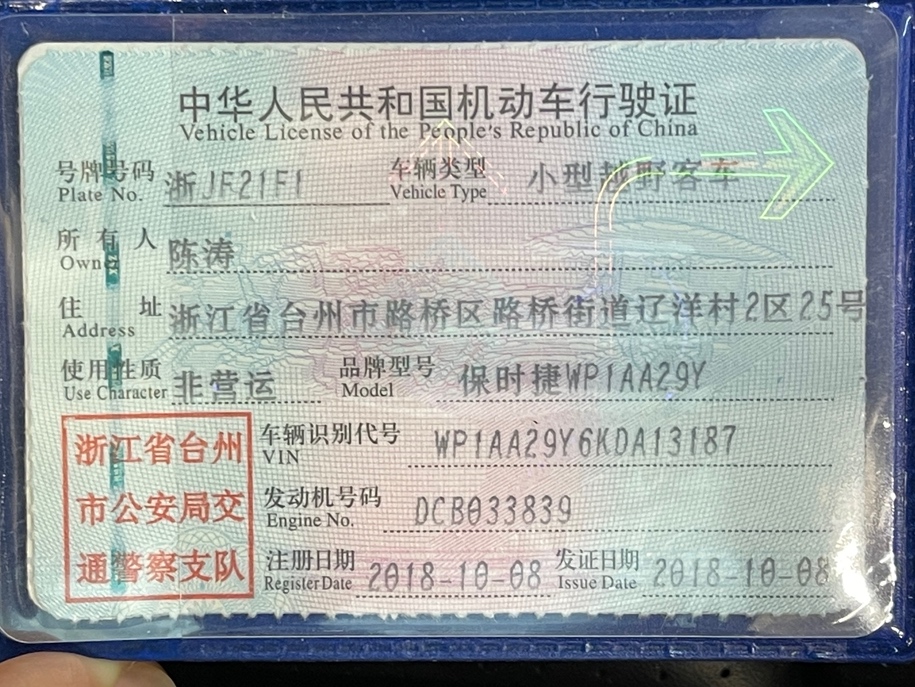 中华人民共和国机动车行驶证
Vehicle License of the People's Republic of China
号牌号码 浙JF21F1 车辆类型 小型越野客车
Plate No. Vehicle Type
所有人 陈涛
Owner
住址 浙江省台州市路桥区路桥街道辽洋村2区25号
Address
使用性质 非营运 品牌型号 保时捷WP1AA29Y
Use Character Model
浙江省台州
市公安局交
通警察支队
车辆识别代号 WP1AA29Y6KDA13187
VIN
发动机号码 DCB033839
Engine No.
注册日期 2018-10-08 发证日期 2018-10-08
Register Date Issue Date